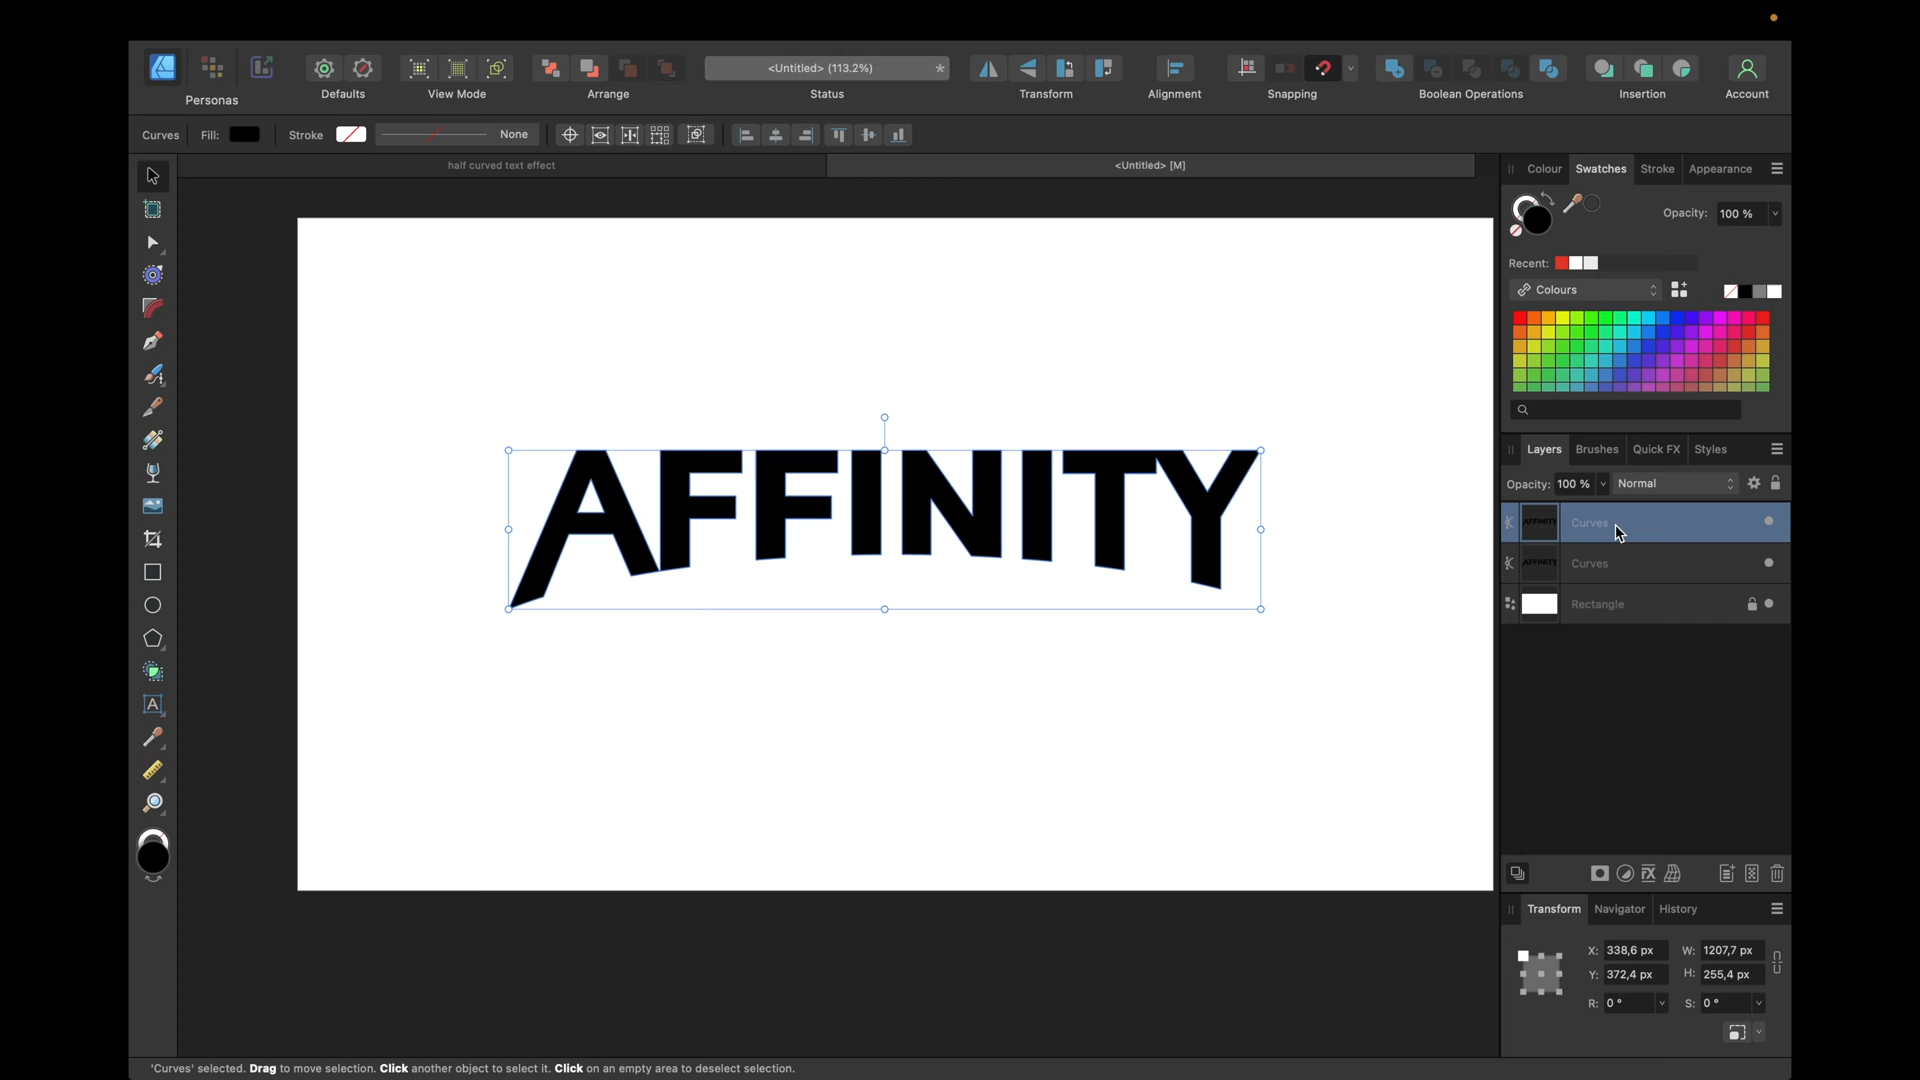 <Untitled> (113.2%) *
Personas Defaults View Mode Arrange Status Transform Alignment Snapping Boolean Operations Insertion Account
Curves Fill: Stroke None
half curved text effect <Untitled> [M]
Colour Swatches Stroke Appearance
Opacity: 100 %
Recent:
Colours
AFFINITY
Layers Brushes Quick FX Styles
Opacity: 100 % Normal
AFFINITY Curves
AFFINITY Curves
Rectangle
A
Transform Navigator History
X: 338,6 px W: 1207,7 px
Y: 372,4 px H: 255,4 px
R: 0 ° S: 0 °
'Curves' selected. Drag to move selection. Click another object to select it. Click on an empty area to deselect selection.